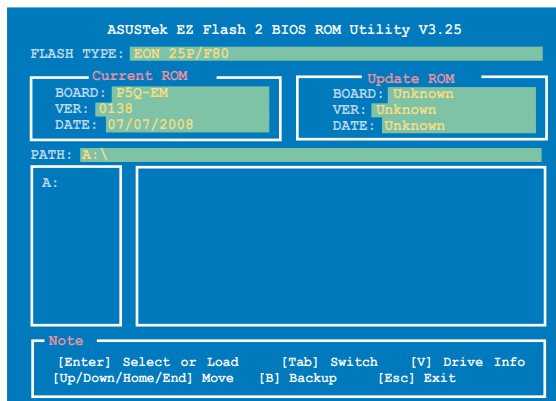 ASUSTek EZ Flash 2 BIOS ROM Utility V3.25
FLASH TYPE: EON 25P/F80
Current ROM
BOARD: P5Q-EM
VER: 0138
DATE: 07/07/2008
Update ROM
BOARD: Unknown
VER: Unknown
DATE: Unknown
PATH: A:\
A:
Note
[Enter] Select or Load [Tab] Switch [V] Drive Info
[Up/Down/Home/End] Move [B] Backup [Esc] Exit